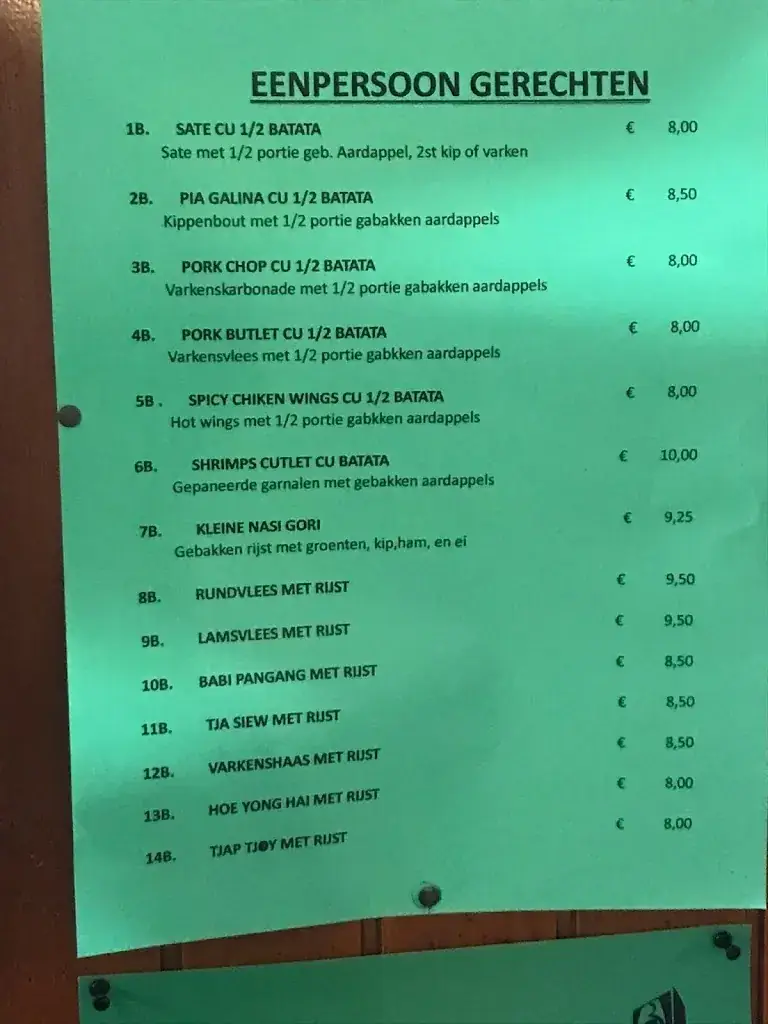 EENPERSOON GERECHTEN
1B. SATE CU 1/2 BATATA € 8,00
Sate met 1/2 portie geb. Aardappel, 2st kip of varken
2B. PIA GALINA CU 1/2 BATATA € 8,50
Kippenbout met 1/2 portie gabakken aardappels
3B. PORK CHOP CU 1/2 BATATA € 8,00
Varkenskarbonade met 1/2 portie gabakken aardappels
4B. PORK BUTLET CU 1/2 BATATA € 8,00
Varkensvlees met 1/2 portie gabkken aardappels
5B . SPICY CHIKEN WINGS CU 1/2 BATATA € 8,00
Hot wings met 1/2 portie gabkken aardappels
6B. SHRIMPS CUTLET CU BATATA € 10,00
Gepaneerde garnalen met gebakken aardappels
7B. KLEINE NASI GORI € 9,25
Gebakken rijst met groenten, kip,ham, en ei
8B. RUNDVLEES MET RIJST € 9,50
9B. LAMSVLEES MET RIJST € 9,50
10B. BABI PANGANG MET RIJST € 8,50
11B. TJA SIEW MET RIJST € 8,50
12B. VARKENSHAAS MET RIJST € 8,50
13B. HOE YONG HAI MET RIJST € 8,00
14B. TJAP TJOY MET RIJST € 8,00